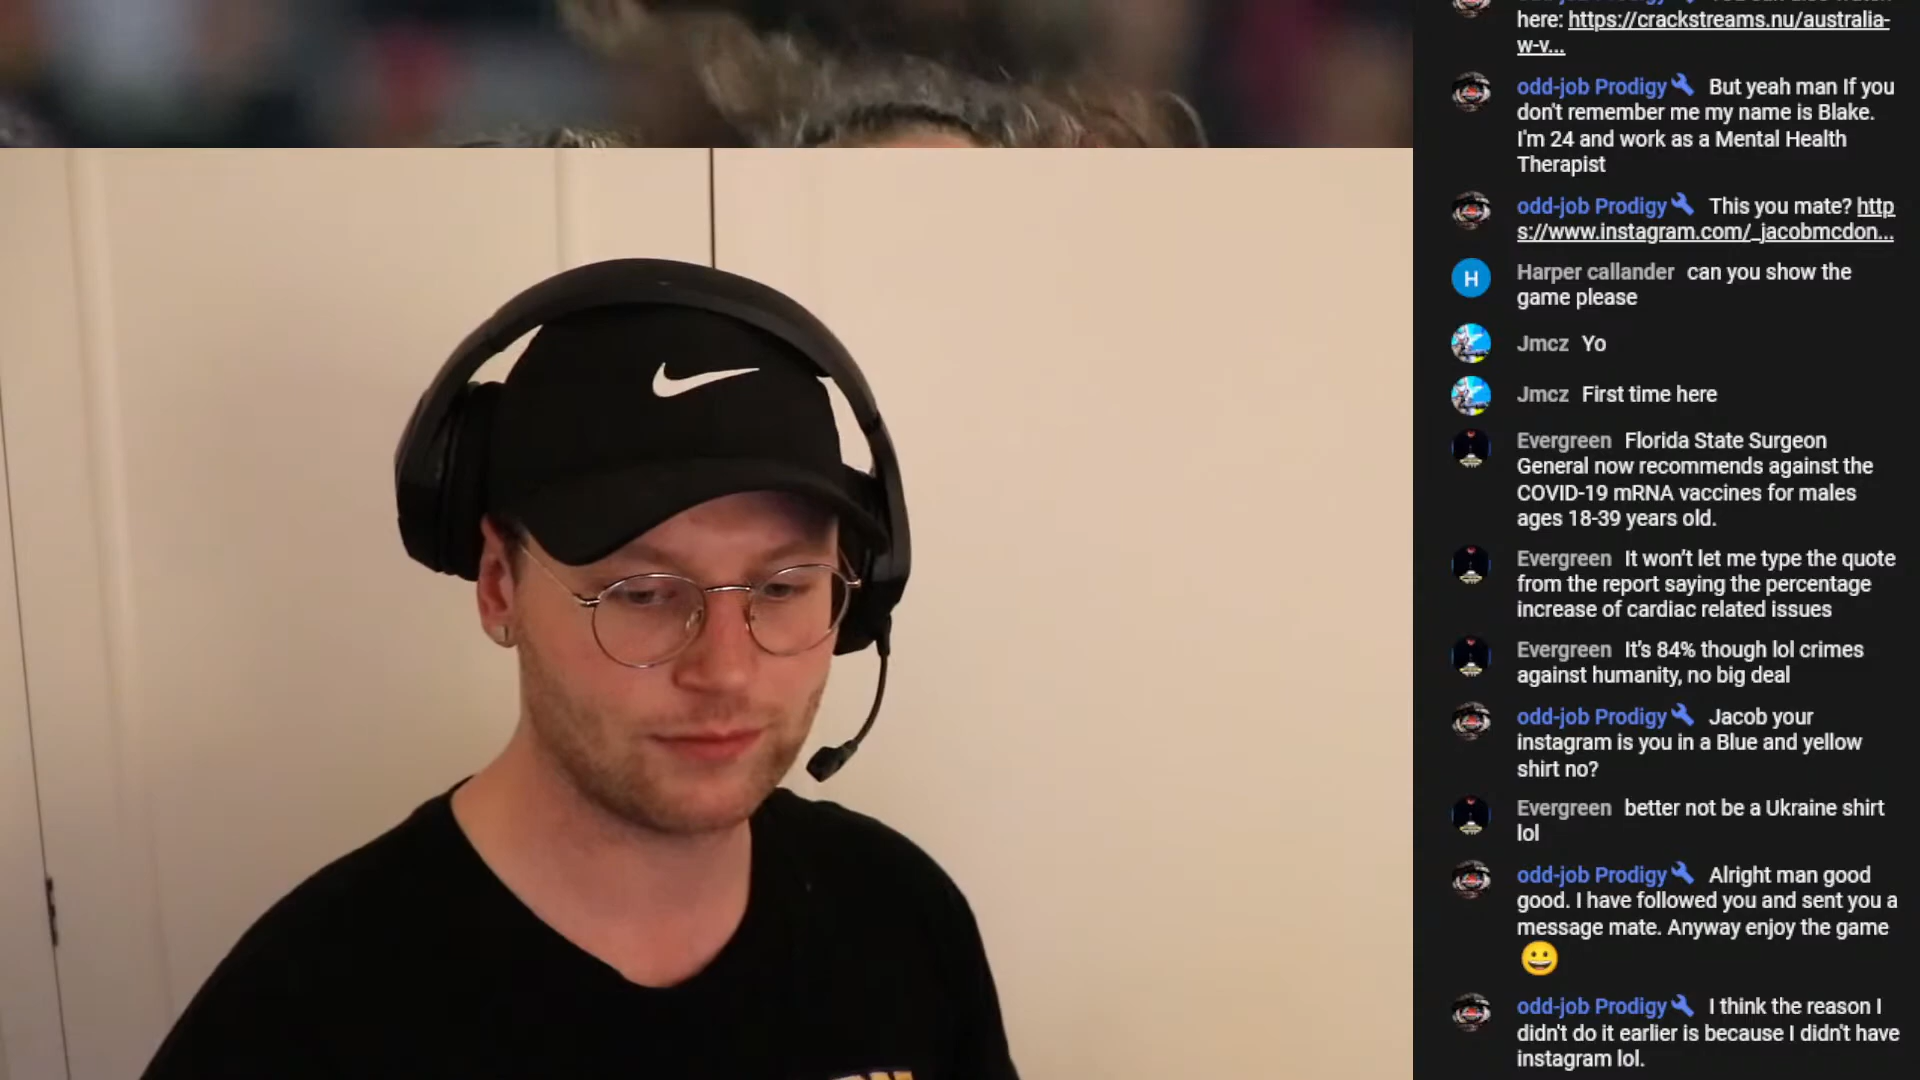 here: https://crackstreams.nu/australia-
w-v...
odd-job Prodigy But yeah man If you
don't remember me my name is Blake.
I'm 24 and work as a Mental Health
Therapist
odd-job Prodigy This you mate? http
s://www.instagram.com/_jacobmcdon...
H Harper callander can you show the
game please
Jmcz Yo
Jmcz First time here
Evergreen Florida State Surgeon
General now recommends against the
COVID-19 mRNA vaccines for males
ages 18-39 years old.
Evergreen It won’t let me type the quote
from the report saying the percentage
increase of cardiac related issues
Evergreen It’s 84% though lol crimes
against humanity, no big deal
odd-job Prodigy Jacob your
instagram is you in a Blue and yellow
shirt no?
Evergreen better not be a Ukraine shirt
lol
odd-job Prodigy Alright man good
good. I have followed you and sent you a
message mate. Anyway enjoy the game
😀
odd-job Prodigy I think the reason I
didn't do it earlier is because I didn't have
instagram lol.